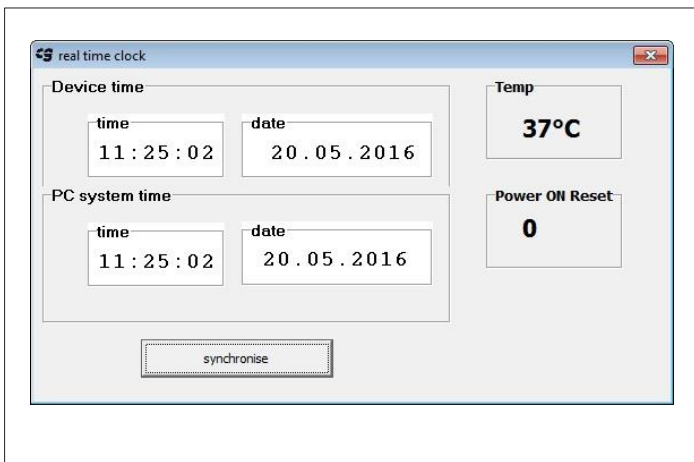 cg real time clock
Device time
time
11:25:02
date
20.05.2016
PC system time
time
11:25:02
date
20.05.2016
Temp
37°C
Power ON Reset
0
synchronise